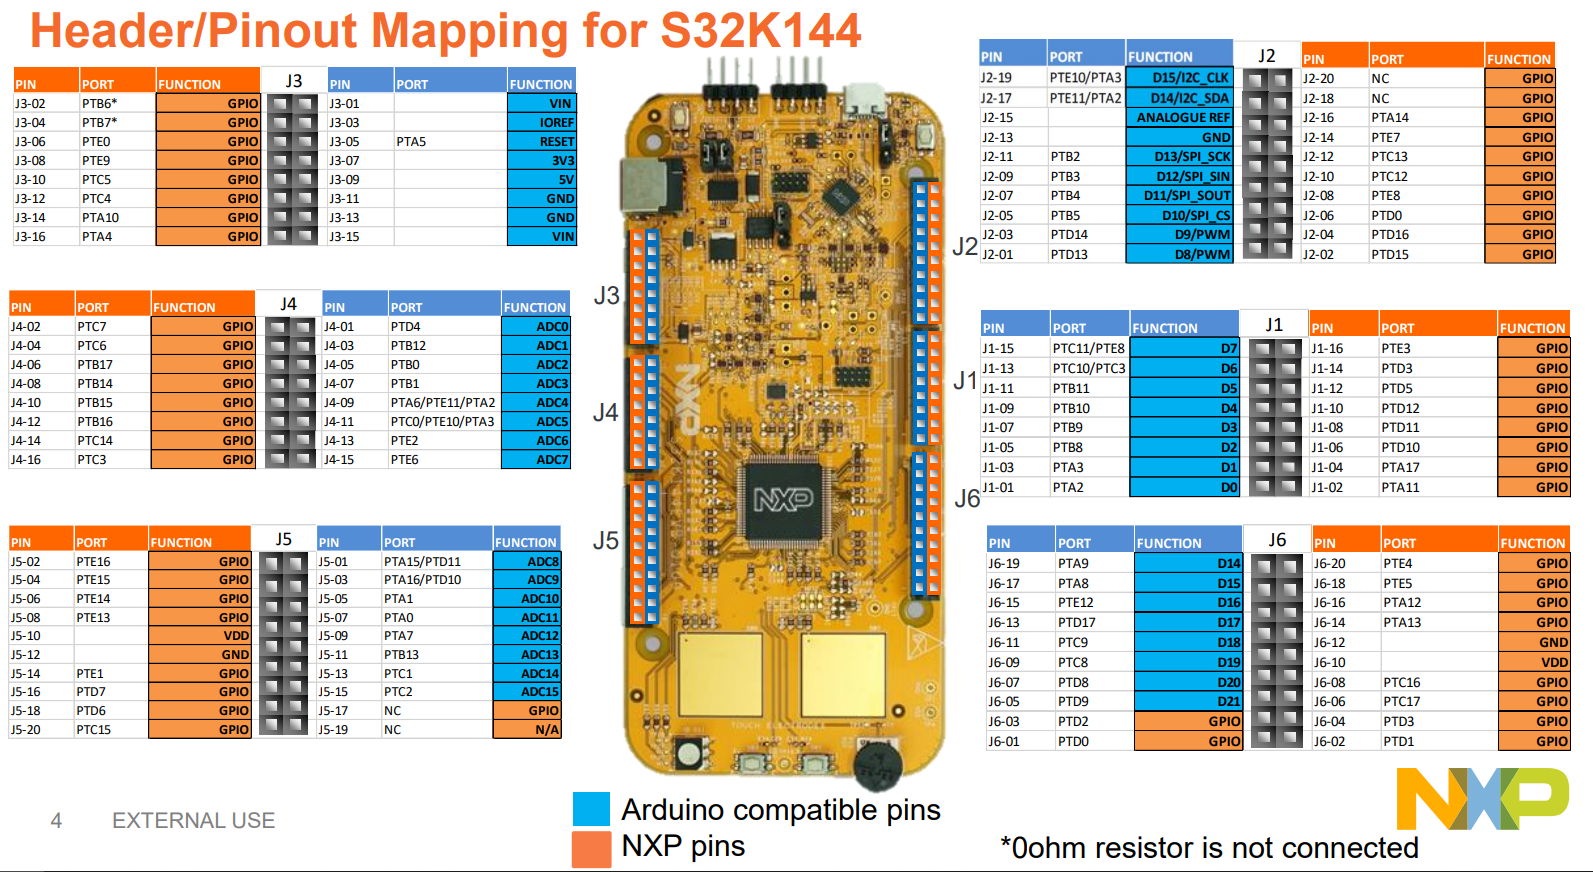 Header/Pinout Mapping for S32K144
PIN PORT FUNCTION J3 PIN PORT FUNCTION
J3-02 PTB6* GPIO J3-01 VIN
J3-04 PTB7* GPIO J3-03 IOREF
J3-06 PTE0 GPIO J3-05 PTA5 RESET
J3-08 PTE9 GPIO J3-07 3V3
J3-10 PTC5 GPIO J3-09 5V
J3-12 PTC4 GPIO J3-11 GND
J3-14 PTA10 GPIO J3-13 GND
J3-16 PTA4 GPIO J3-15 VIN
PIN PORT FUNCTION J4 PIN PORT FUNCTION
J4-02 PTC7 GPIO J4-01 PTD4 ADC0
J4-04 PTC6 GPIO J4-03 PTB12 ADC1
J4-06 PTB17 GPIO J4-05 PTB0 ADC2
J4-08 PTB14 GPIO J4-07 PTB1 ADC3
J4-10 PTB15 GPIO J4-09 PTA6/PTE11/PTA2 ADC4
J4-12 PTB16 GPIO J4-11 PTC0/PTE10/PTA3 ADC5
J4-14 PTC14 GPIO J4-13 PTE2 ADC6
J4-16 PTC3 GPIO J4-15 PTE6 ADC7
PIN PORT FUNCTION J5 PIN PORT FUNCTION
J5-02 PTE16 GPIO J5-01 PTA15/PTD11 ADC8
J5-04 PTE15 GPIO J5-03 PTA16/PTD10 ADC9
J5-06 PTE14 GPIO J5-05 PTA1 ADC10
J5-08 PTE13 GPIO J5-07 PTA0 ADC11
J5-10 VDD J5-09 PTA7 ADC12
J5-12 GND J5-11 PTB13 ADC13
J5-14 PTE1 GPIO J5-13 PTC1 ADC14
J5-16 PTD7 GPIO J5-15 PTC2 ADC15
J5-18 PTD6 GPIO J5-17 NC GPIO
J5-20 PTC15 GPIO J5-19 NC N/A
J3
J4
J5
NXP
NXP
TOUCH ELECTRODES
J2
J1
J6
PIN PORT FUNCTION J2 PIN PORT FUNCTION
J2-19 PTE10/PTA3 D15/I2C_CLK J2-20 NC GPIO
J2-17 PTE11/PTA2 D14/I2C_SDA J2-18 NC GPIO
J2-15 ANALOGUE REF J2-16 PTA14 GPIO
J2-13 GND J2-14 PTE7 GPIO
J2-11 PTB2 D13/SPI_SCK J2-12 PTC13 GPIO
J2-09 PTB3 D12/SPI_SIN J2-10 PTC12 GPIO
J2-07 PTB4 D11/SPI_SOUT J2-08 PTE8 GPIO
J2-05 PTB5 D10/SPI_CS J2-06 PTD0 GPIO
J2-03 PTD14 D9/PWM J2-04 PTD16 GPIO
J2-01 PTD13 D8/PWM J2-02 PTD15 GPIO
PIN PORT FUNCTION J1 PIN PORT FUNCTION
J1-15 PTC11/PTE8 D7 J1-16 PTE3 GPIO
J1-13 PTC10/PTC3 D6 J1-14 PTD3 GPIO
J1-11 PTB11 D5 J1-12 PTD5 GPIO
J1-09 PTB10 D4 J1-10 PTD12 GPIO
J1-07 PTB9 D3 J1-08 PTD11 GPIO
J1-05 PTB8 D2 J1-06 PTD10 GPIO
J1-03 PTA3 D1 J1-04 PTA17 GPIO
J1-01 PTA2 D0 J1-02 PTA11 GPIO
PIN PORT FUNCTION J6 PIN PORT FUNCTION
J6-19 PTA9 D14 J6-20 PTE4 GPIO
J6-17 PTA8 D15 J6-18 PTE5 GPIO
J6-15 PTE12 D16 J6-16 PTA12 GPIO
J6-13 PTD17 D17 J6-14 PTA13 GPIO
J6-11 PTC9 D18 J6-12 GND
J6-09 PTC8 D19 J6-10 VDD
J6-07 PTD8 D20 J6-08 PTC16 GPIO
J6-05 PTD9 D21 J6-06 PTC17 GPIO
J6-03 PTD2 GPIO J6-04 PTD3 GPIO
J6-01 PTD0 GPIO J6-02 PTD1 GPIO
4 EXTERNAL USE
Arduino compatible pins
NXP pins
NXP
*0ohm resistor is not connected